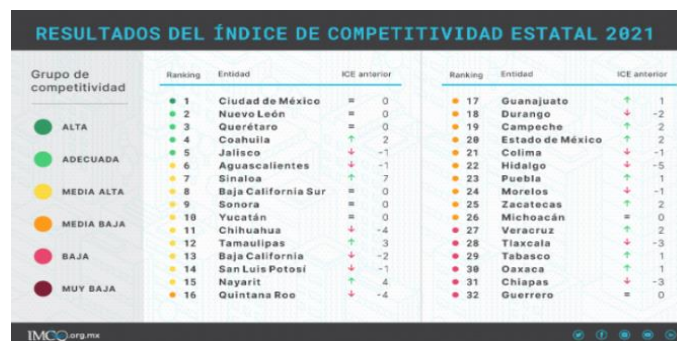 RESULTADOS DEL ÍNDICE DE COMPETITIVIDAD ESTATAL 2021
Grupo de
competitividad
ALTA
ADECUADA
MEDIA ALTA
MEDIA BAJA
BAJA
MUY BAJA
Ranking Entidad ICE anterior
1 Ciudad de México = 0
2 Nuevo León = 0
3 Querétaro = 0
4 Coahuila ↑ 2
5 Jalisco ↓ -1
6 Aguascalientes ↓ -1
7 Sinaloa ↑ 7
8 Baja California Sur = 0
9 Sonora = 0
10 Yucatán = 0
11 Chihuahua ↓ -4
12 Tamaulipas ↑ 3
13 Baja California ↓ -2
14 San Luis Potosí ↓ -1
15 Nayarit ↑ 4
16 Quintana Roo ↓ -4
Ranking Entidad ICE anterior
17 Guanajuato ↑ 1
18 Durango ↓ -2
19 Campeche ↑ 2
20 Estado de México ↑ 2
21 Colima ↓ -1
22 Hidalgo ↓ -5
23 Puebla ↑ 1
24 Morelos ↓ -1
25 Zacatecas ↑ 2
26 Michoacán = 0
27 Veracruz ↑ 2
28 Tlaxcala ↓ -3
29 Tabasco ↑ 1
30 Oaxaca ↑ 1
31 Chiapas ↓ -3
32 Guerrero = 0
IMCO.org.mx